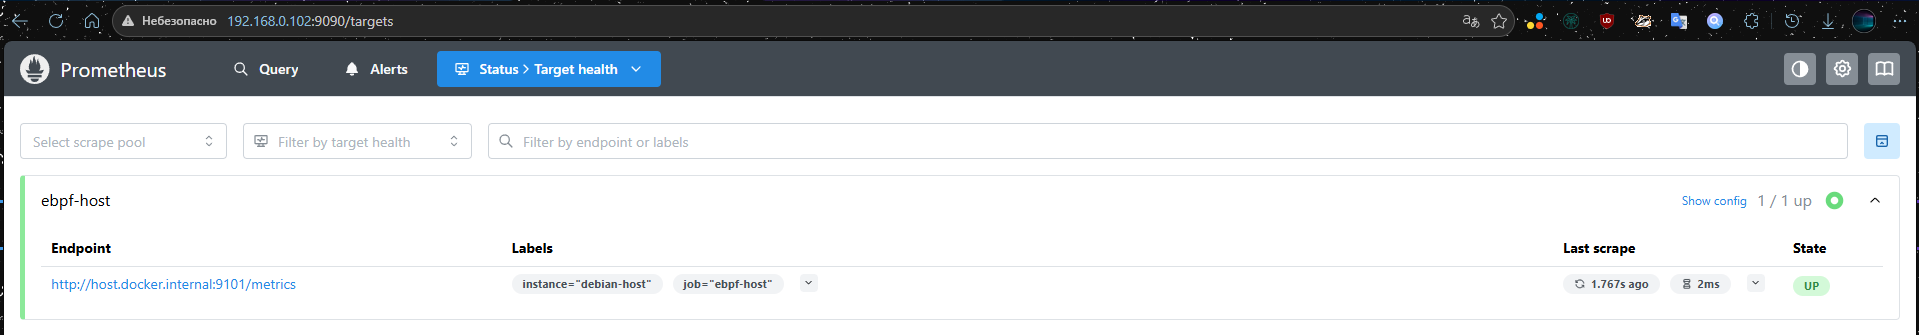 Небезопасно 192.168.0.102:9090/targets
Prometheus Query Alerts Status > Target health
Select scrape pool Filter by target health Filter by endpoint or labels
ebpf-host Show config 1 / 1 up
Endpoint Labels Last scrape State
http://host.docker.internal:9101/metrics instance="debian-host" job="ebpf-host" 1.767s ago 2ms UP